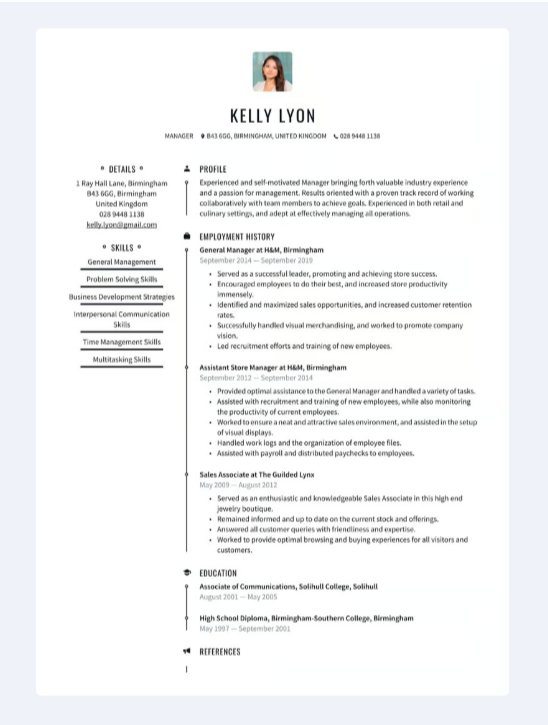 KELLY LYON
MANAGER B43 6GG, BIRMINGHAM, UNITED KINGDOM 028 9448 1138
DETAILS
1 Ray Hall Lane, Birmingham
B43 6GG, Birmingham
United Kingdom
028 9448 1138
kelly.lyon@gmail.com
SKILLS
General Management
Problem Solving Skills
Business Development Strategies
Interpersonal Communication
Skills
Time Management Skills
Multitasking Skills
PROFILE
Experienced and self-motivated Manager bringing forth valuable industry experience
and a passion for management. Results oriented with a proven track record of working
collaboratively with team members to achieve goals. Experienced in both retail and
culinary settings, and adept at effectively managing all operations.
EMPLOYMENT HISTORY
General Manager at H&M, Birmingham
September 2014 — September 2019
• Served as a successful leader, promoting and achieving store success.
• Encouraged employees to do their best, and increased store productivity
immensely.
• Identified and maximized sales opportunities, and increased customer retention
rates.
• Successfully handled visual merchandising, and worked to promote company
vision.
• Led recruitment efforts and training of new employees.
Assistant Store Manager at H&M, Birmingham
September 2012 — September 2014
• Provided optimal assistance to the General Manager and handled a variety of tasks.
• Assisted with recruitment and training of new employees, while also monitoring
the productivity of current employees.
• Worked to ensure a neat and attractive sales environment, and assisted in the setup
of visual displays.
• Handled work logs and the organization of employee files.
• Assisted with payroll and distributed paychecks to employees.
Sales Associate at The Guilded Lynx
May 2009 — August 2012
• Served as an enthusiastic and knowledgeable Sales Associate in this high end
jewelry boutique.
• Remained informed and up to date on the current stock and offerings.
• Answered all customer queries with friendliness and expertise.
• Worked to provide optimal browsing and buying experiences for all visitors and
customers.
EDUCATION
Associate of Communications, Solihull College, Solihull
August 2001 — May 2005
High School Diploma, Birmingham-Southern College, Birmingham
May 1997 — September 2001
REFERENCES